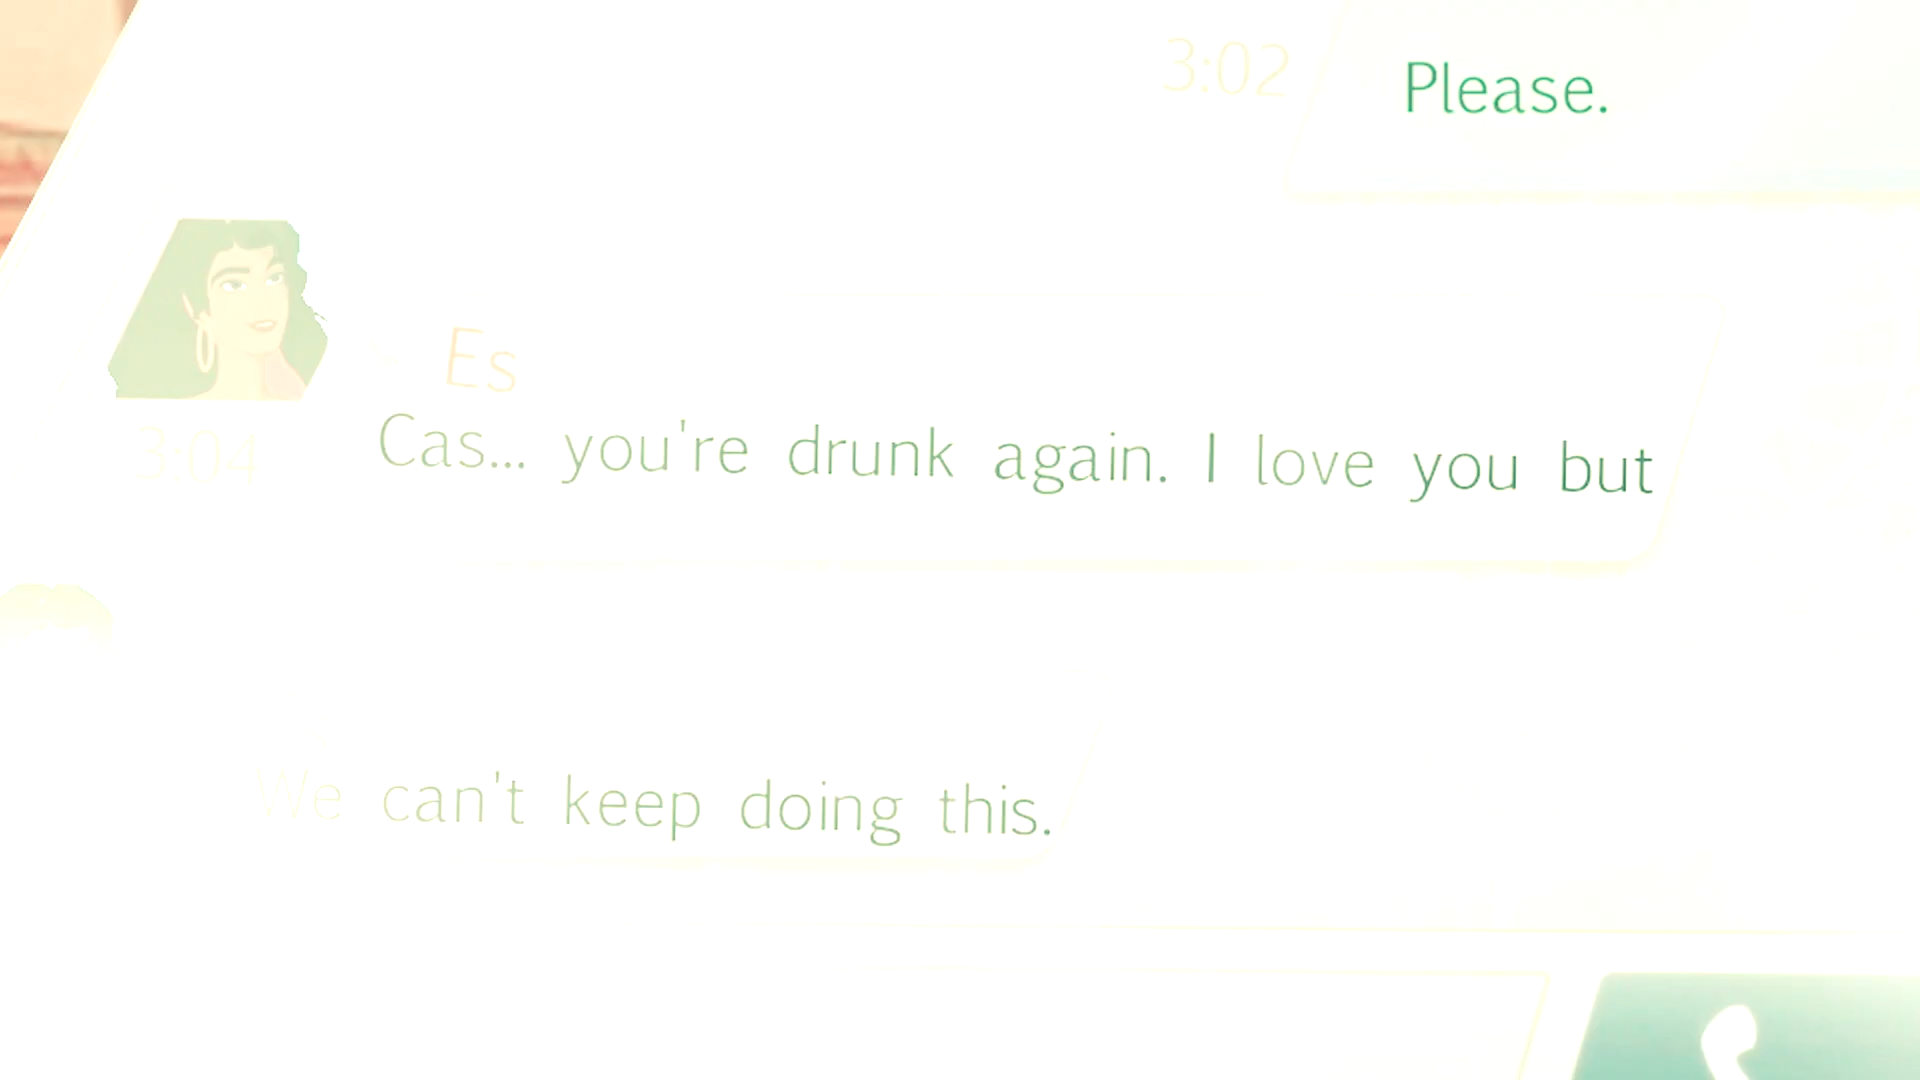 3:02
Please.
Es
3:04
Cas... you're drunk again. I love you but
We can't keep doing this.